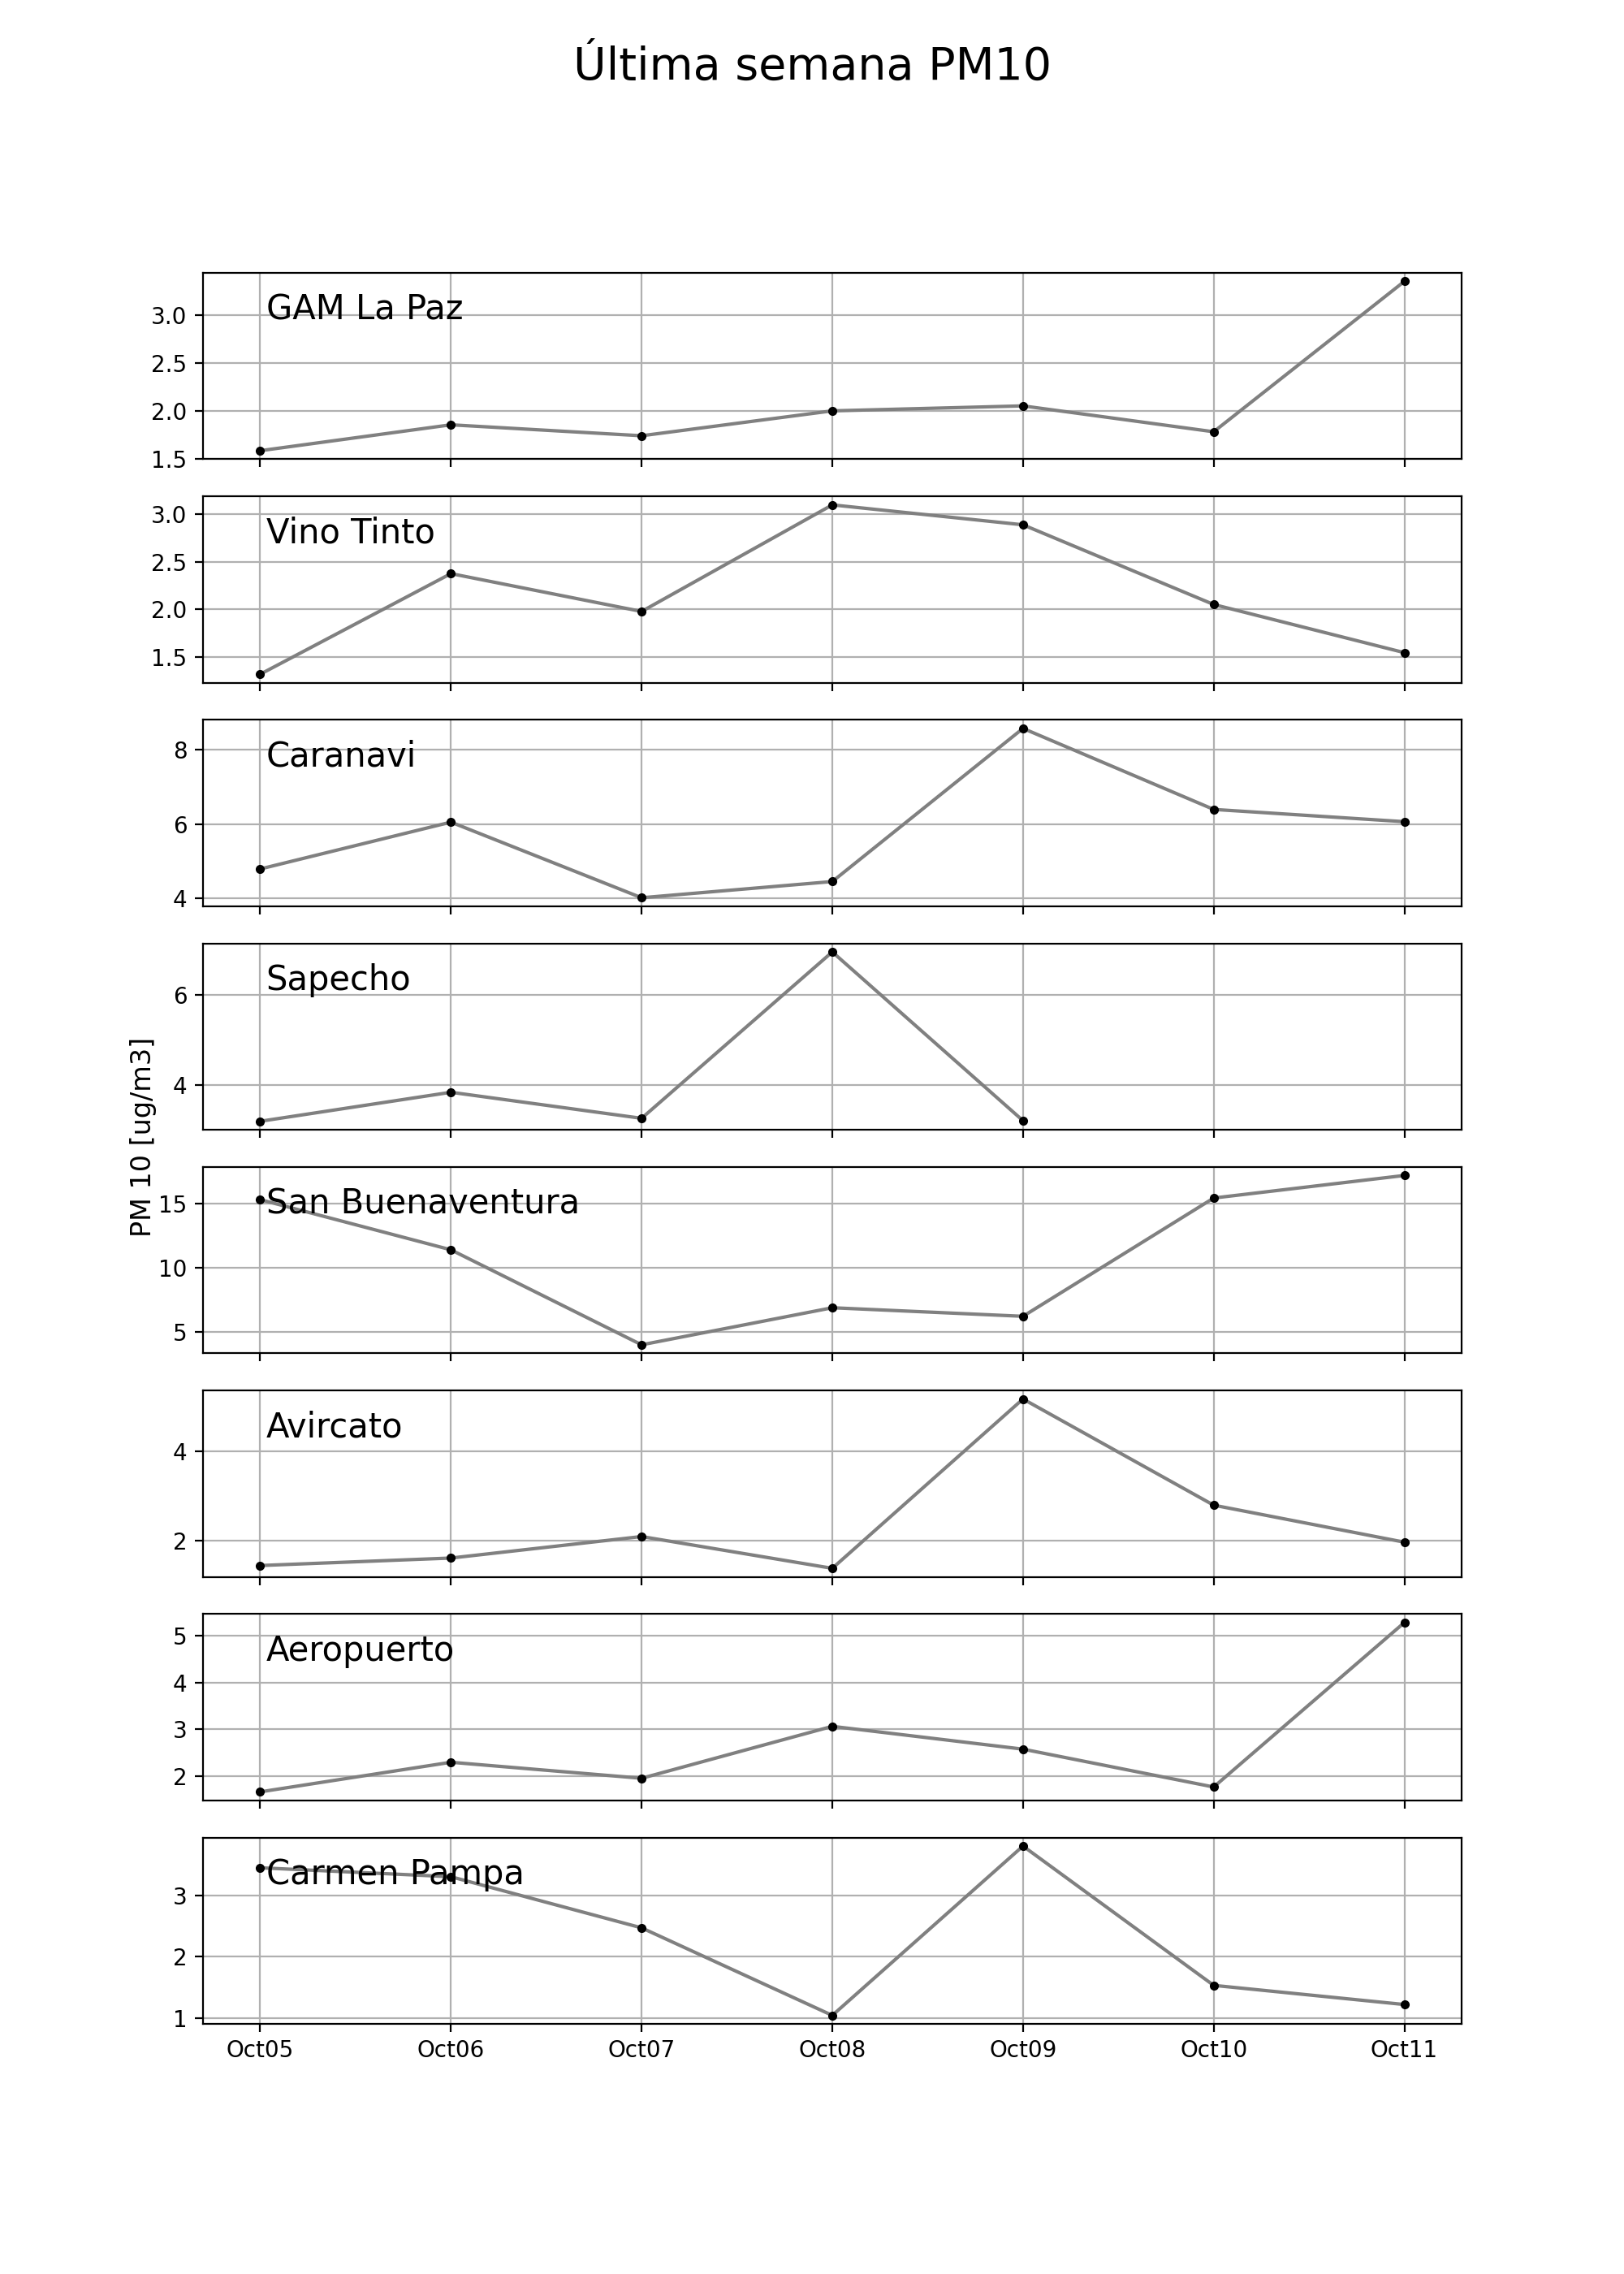 Última semana PM10
GAM La Paz
3.0
2.5
2.0
1.5
Vino Tinto
3.0
2.5
2.0
1.5
Caranavi
8
6
4
Sapecho
6
4
PM 10 [ug/m3]
San Buenaventura
15
10
5
Avircato
4
2
Aeropuerto
5
4
3
2
Carmen Pampa
3
2
1
Oct05 Oct06 Oct07 Oct08 Oct09 Oct10 Oct11